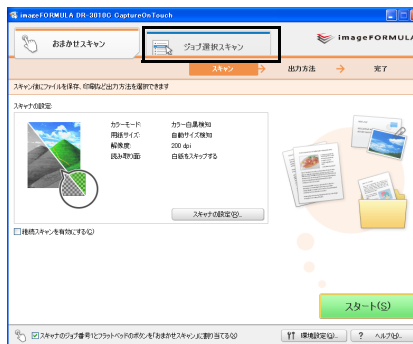 imageFORMULA DR-3010C CaptureOnTouch
おまかせスキャン
ジョブ選択スキャン
imageFORMULA
スキャン
出力方法
完了
スキャン後にファイルを保存、印刷など出力方法を選択できます
スキャナの設定:
カラーモード: カラー白黒検知
用紙サイズ: 自動サイズ検知
解像度: 200 dpi
読み取り面: 白紙をスキップする
スキャナの設定(R)...
継続スキャンを有効にする(C)
スタート(S)
スキャナのジョブ番号1とフラットベッドのボタンを「おまかせスキャン」に割り当てる(X)
環境設定(Q)...
? ヘルプ(H)...